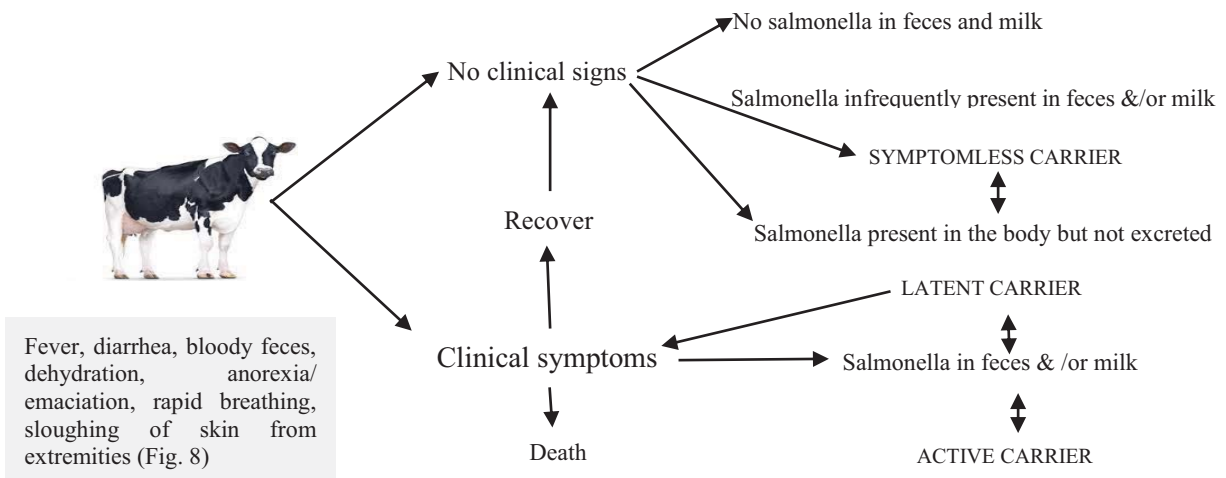 No salmonella in feces and milk
No clinical signs
Salmonella infrequently present in feces &/or milk
SYMPTOMLESS CARRIER
Recover
Salmonella present in the body but not excreted
LATENT CARRIER
Clinical symptoms
Salmonella in feces & /or milk
Death
ACTIVE CARRIER
Fever, diarrhea, bloody feces,
dehydration, anorexia/
emaciation, rapid breathing,
sloughing of skin from
extremities (Fig. 8)